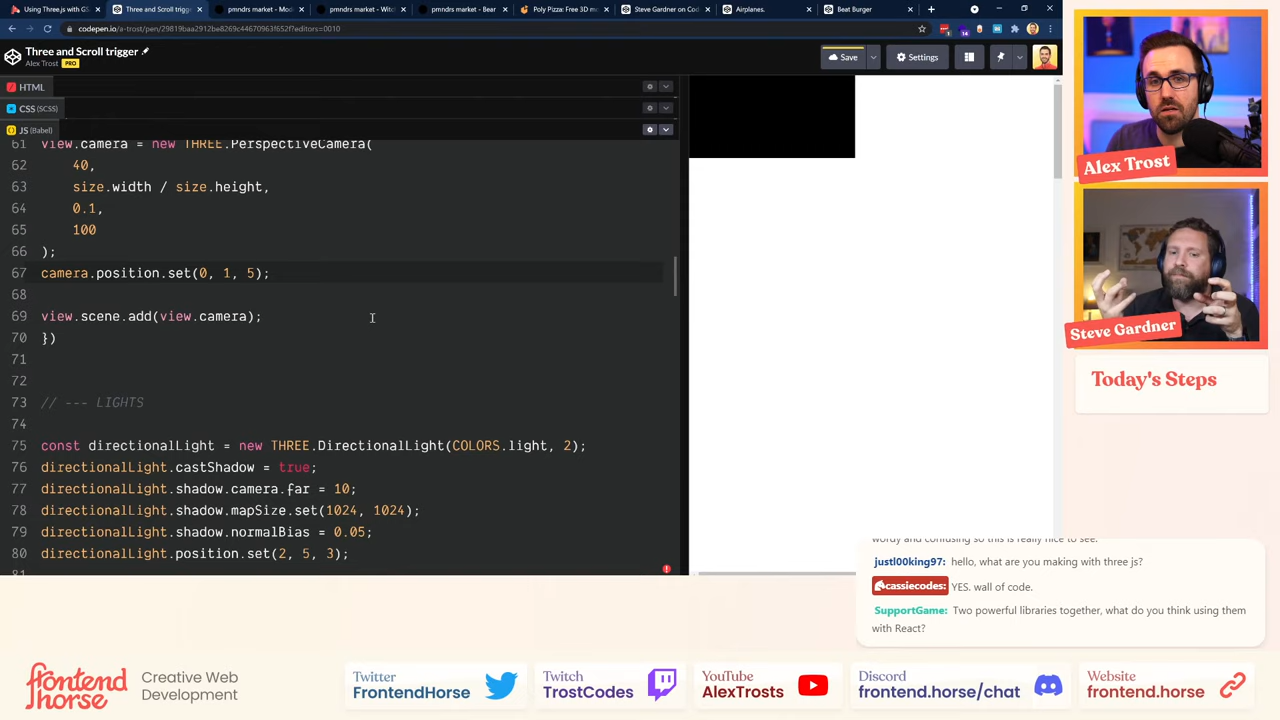 Using Three.js with GS
Three and Scroll trigge
pmndrs market - Mode
pmndrs market - Witc
pmndrs market - Bear
Poly Pizza: Free 3D m
Steve Gardner on Cod
Airplanes.
Beat Burger
codepen.io/a-trost/pen/29819baa2912be8269c44670961c34ff?editors=0010
Three and Scroll trigger
Alex Trost PRO
Save
Settings
HTML
CSS (SCSS)
JS (Babel)
61 view.camera = new THREE.PerspectiveCamera(
62 40,
63 size.width / size.height,
64 0.1,
65 100
66 );
67 camera.position.set(0, 1, 5);
68
69 view.scene.add(view.camera);
70 })
71
72
73 // --- LIGHTS
74
75 const directionalLight = new THREE.DirectionalLight(COLORS.light, 2);
76 directionalLight.castShadow = true;
77 directionalLight.shadow.camera.far = 10;
78 directionalLight.shadow.mapSize.set(1024, 1024);
79 directionalLight.shadow.normalBias = 0.05;
80 directionalLight.position.set(2, 5, 3);
81
Alex Trost
Steve Gardner
Today's Steps
wordy and confusing so this is really nice to see.
justl00king97: hello, what are you making with three js?
cassiecodes: YES. wall of code.
SupportGame: Two powerful libraries together, what do you think using them
with React?
frontend
horse
Creative Web
Development
Twitter
FrontendHorse
Twitch
TrostCodes
YouTube
AlexTrosts
Discord
frontend.horse/chat
Website
frontend.horse